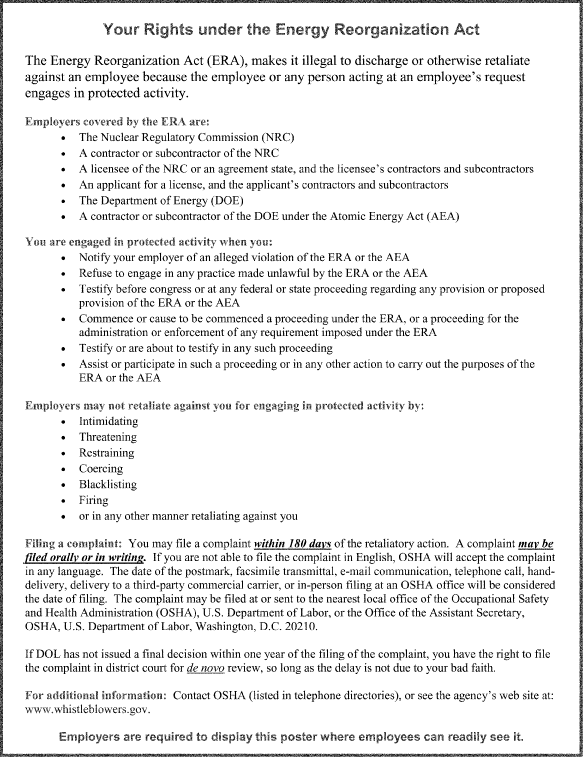 Your Rights under the Energy Reorganization Act
The Energy Reorganization Act (ERA), makes it illegal to discharge or otherwise retaliate
against an employee because the employee or any person acting at an employee's request
engages in protected activity.
Employers covered by the ERA are:
• The Nuclear Regulatory Commission (NRC)
• A contractor or subcontractor of the NRC
• A licensee of the NRC or an agreement state, and the licensee's contractors and subcontractors
• An applicant for a license, and the applicant's contractors and subcontractors
• The Department of Energy (DOE)
• A contractor or subcontractor of the DOE under the Atomic Energy Act (AEA)
You are engaged in protected activity when you:
• Notify your employer of an alleged violation of the ERA or the AEA
• Refuse to engage in any practice made unlawful by the ERA or the AEA
• Testify before congress or at any federal or state proceeding regarding any provision or proposed
provision of the ERA or the AEA
• Commence or cause to be commenced a proceeding under the ERA, or a proceeding for the
administration or enforcement of any requirement imposed under the ERA
• Testify or are about to testify in any such proceeding
• Assist or participate in such a proceeding or in any other action to carry out the purposes of the
ERA or the AEA
Employers may not retaliate against you for engaging in protected activity by:
• Intimidating
• Threatening
• Restraining
• Coercing
• Blacklisting
• Firing
• or in any other manner retaliating against you
Filing a complaint: You may file a complaint within 180 days of the retaliatory action. A complaint may be
filed orally or in writing. If you are not able to file the complaint in English, OSHA will accept the complaint
in any language. The date of the postmark, facsimile transmittal, e-mail communication, telephone call, hand-
delivery, delivery to a third-party commercial carrier, or in-person filing at an OSHA office will be considered
the date of filing. The complaint may be filed at or sent to the nearest local office of the Occupational Safety
and Health Administration (OSHA), U.S. Department of Labor, or the Office of the Assistant Secretary,
OSHA, U.S. Department of Labor, Washington, D.C. 20210.
If DOL has not issued a final decision within one year of the filing of the complaint, you have the right to file
the complaint in district court for de novo review, so long as the delay is not due to your bad faith.
For additional information: Contact OSHA (listed in telephone directories), or see the agency's web site at:
www.whistleblowers.gov.
Employers are required to display this poster where employees can readily see it.